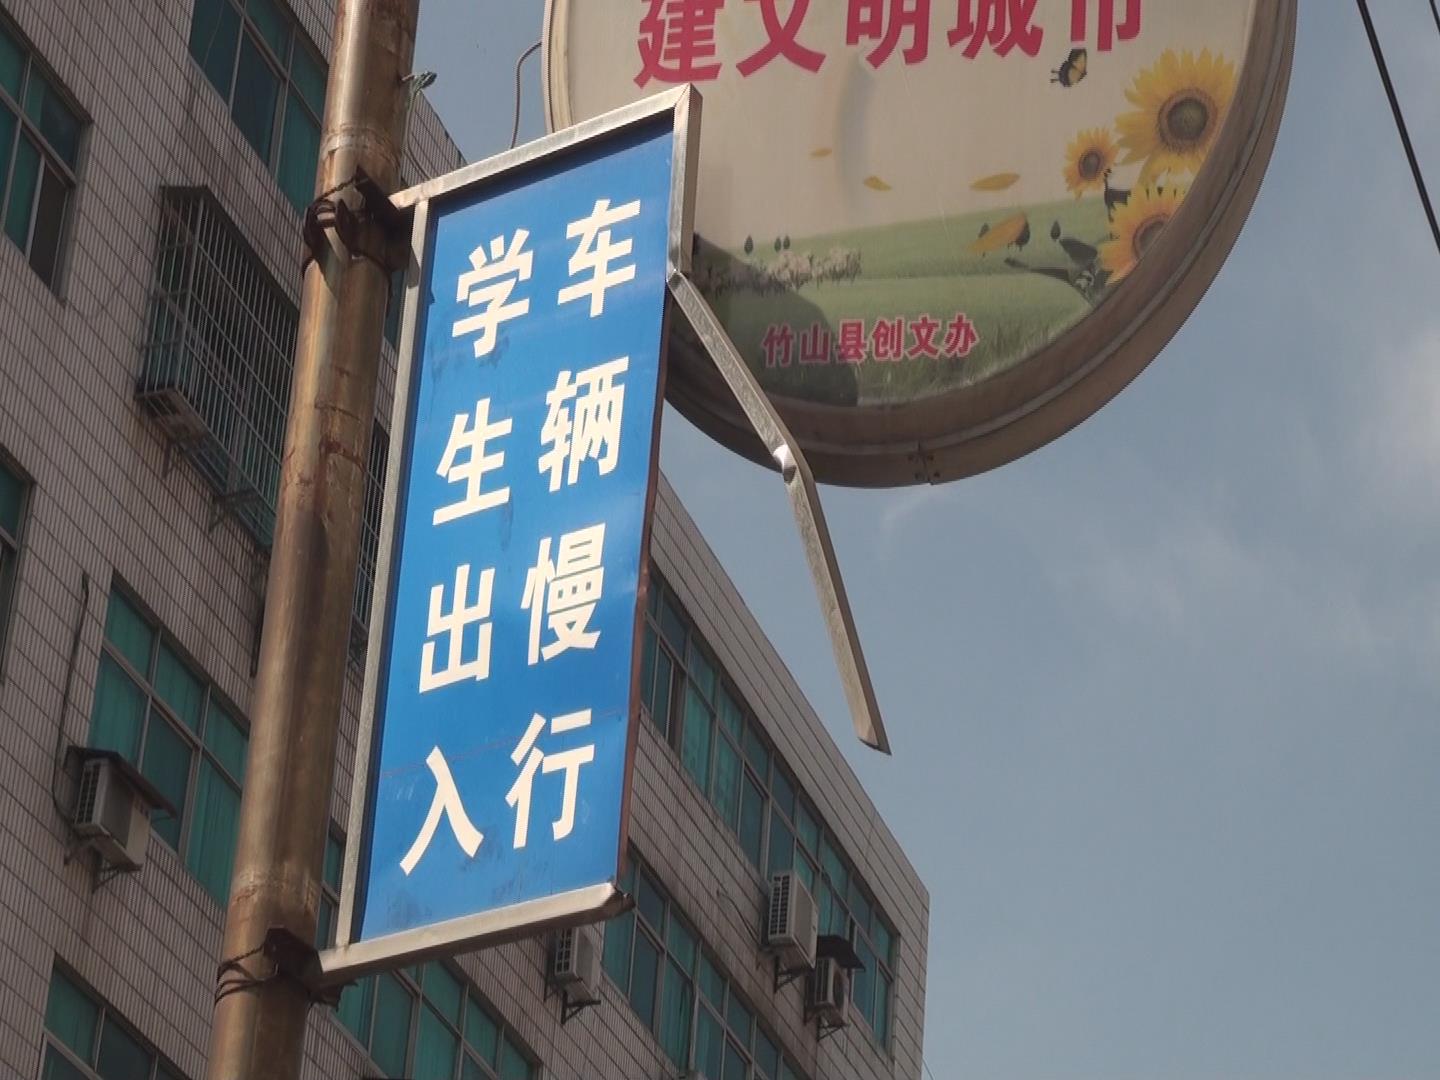 建文明城市
竹山县创文办
学生出入
车辆慢行